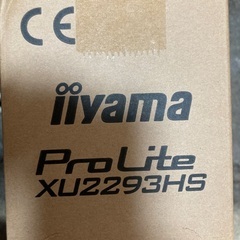 CE
iiyama
ProLite
XU2293HS